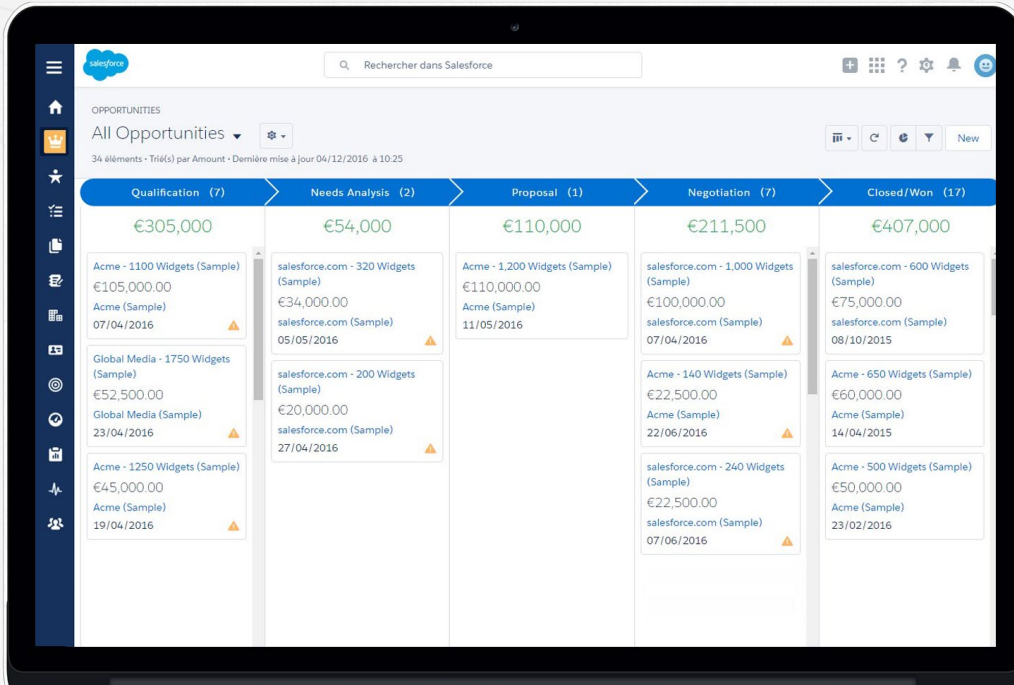 salesforce
Rechercher dans Salesforce
OPPORTUNITIES
All Opportunities
34 éléments • Trié(s) par Amount • Dernière mise à jour 04/12/2016 à 10:25
New
Qualification (7)
Needs Analysis (2)
Proposal (1)
Negotiation (7)
Closed/Won (17)
€305,000
€54,000
€110,000
€211,500
€407,000
Acme - 1100 Widgets (Sample)
€105,000.00
Acme (Sample)
07/04/2016
Global Media - 1750 Widgets
(Sample)
€52,500.00
Global Media (Sample)
23/04/2016
Acme - 1250 Widgets (Sample)
€45,000.00
Acme (Sample)
19/04/2016
salesforce.com - 320 Widgets
(Sample)
€34,000.00
salesforce.com (Sample)
05/05/2016
salesforce.com - 200 Widgets
(Sample)
€20,000.00
salesforce.com (Sample)
27/04/2016
Acme - 1,200 Widgets (Sample)
€110,000.00
Acme (Sample)
11/05/2016
salesforce.com - 1,000 Widgets
(Sample)
€100,000.00
salesforce.com (Sample)
07/04/2016
Acme - 140 Widgets (Sample)
€22,500.00
Acme (Sample)
22/06/2016
salesforce.com - 240 Widgets
(Sample)
€22,500.00
salesforce.com (Sample)
07/06/2016
salesforce.com - 600 Widgets
(Sample)
€75,000.00
salesforce.com (Sample)
08/10/2015
Acme - 650 Widgets (Sample)
€60,000.00
Acme (Sample)
14/04/2015
Acme - 500 Widgets (Sample)
€50,000.00
Acme (Sample)
23/02/2016